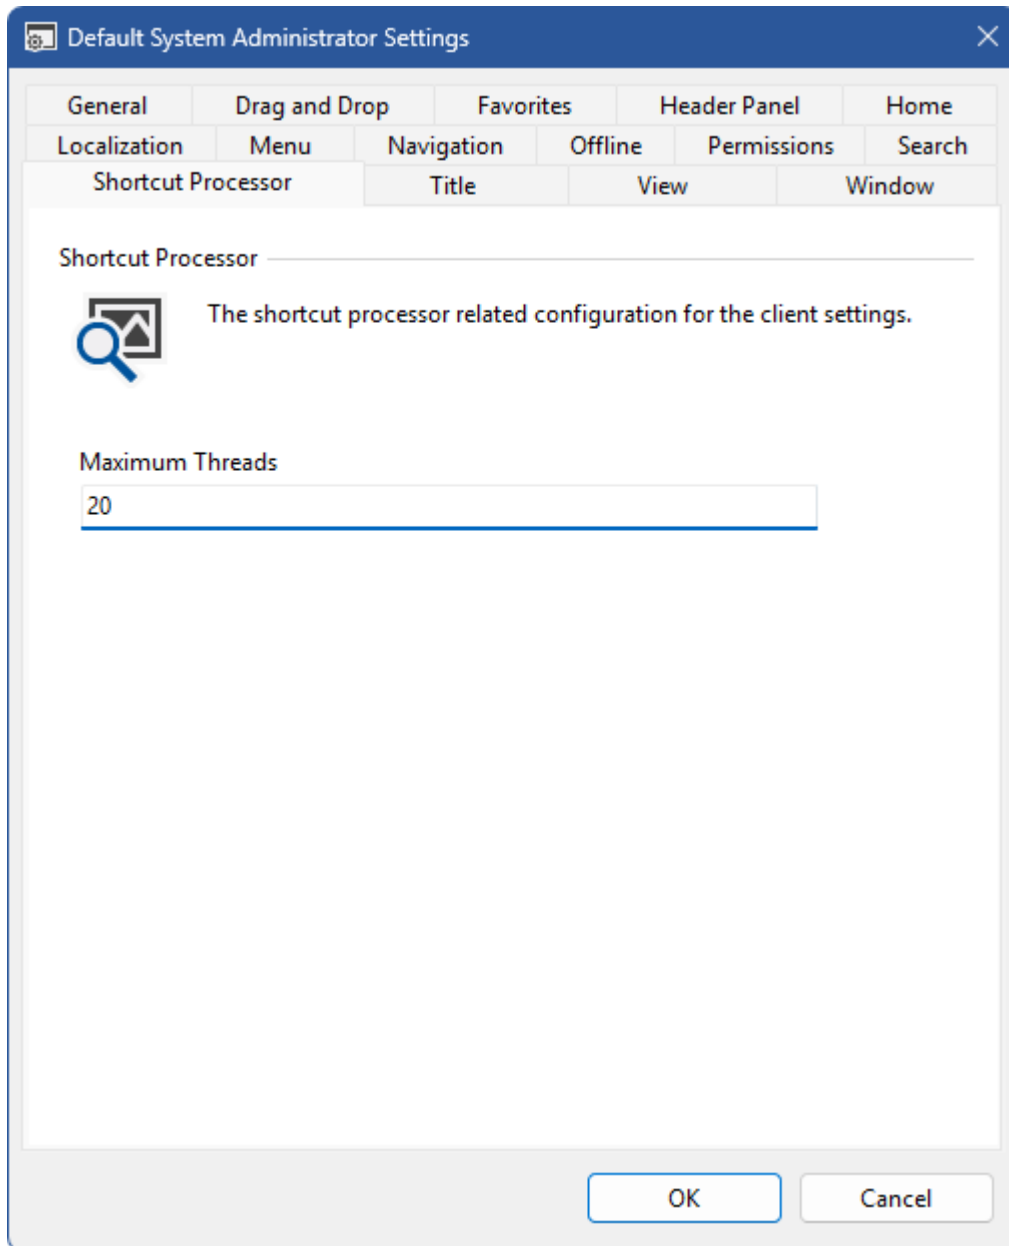 Default System Administrator Settings
General Drag and Drop Favorites Header Panel Home
Localization Menu Navigation Offline Permissions Search
Shortcut Processor Title View Window
Shortcut Processor
The shortcut processor related configuration for the client settings.
Maximum Threads
20
OK Cancel